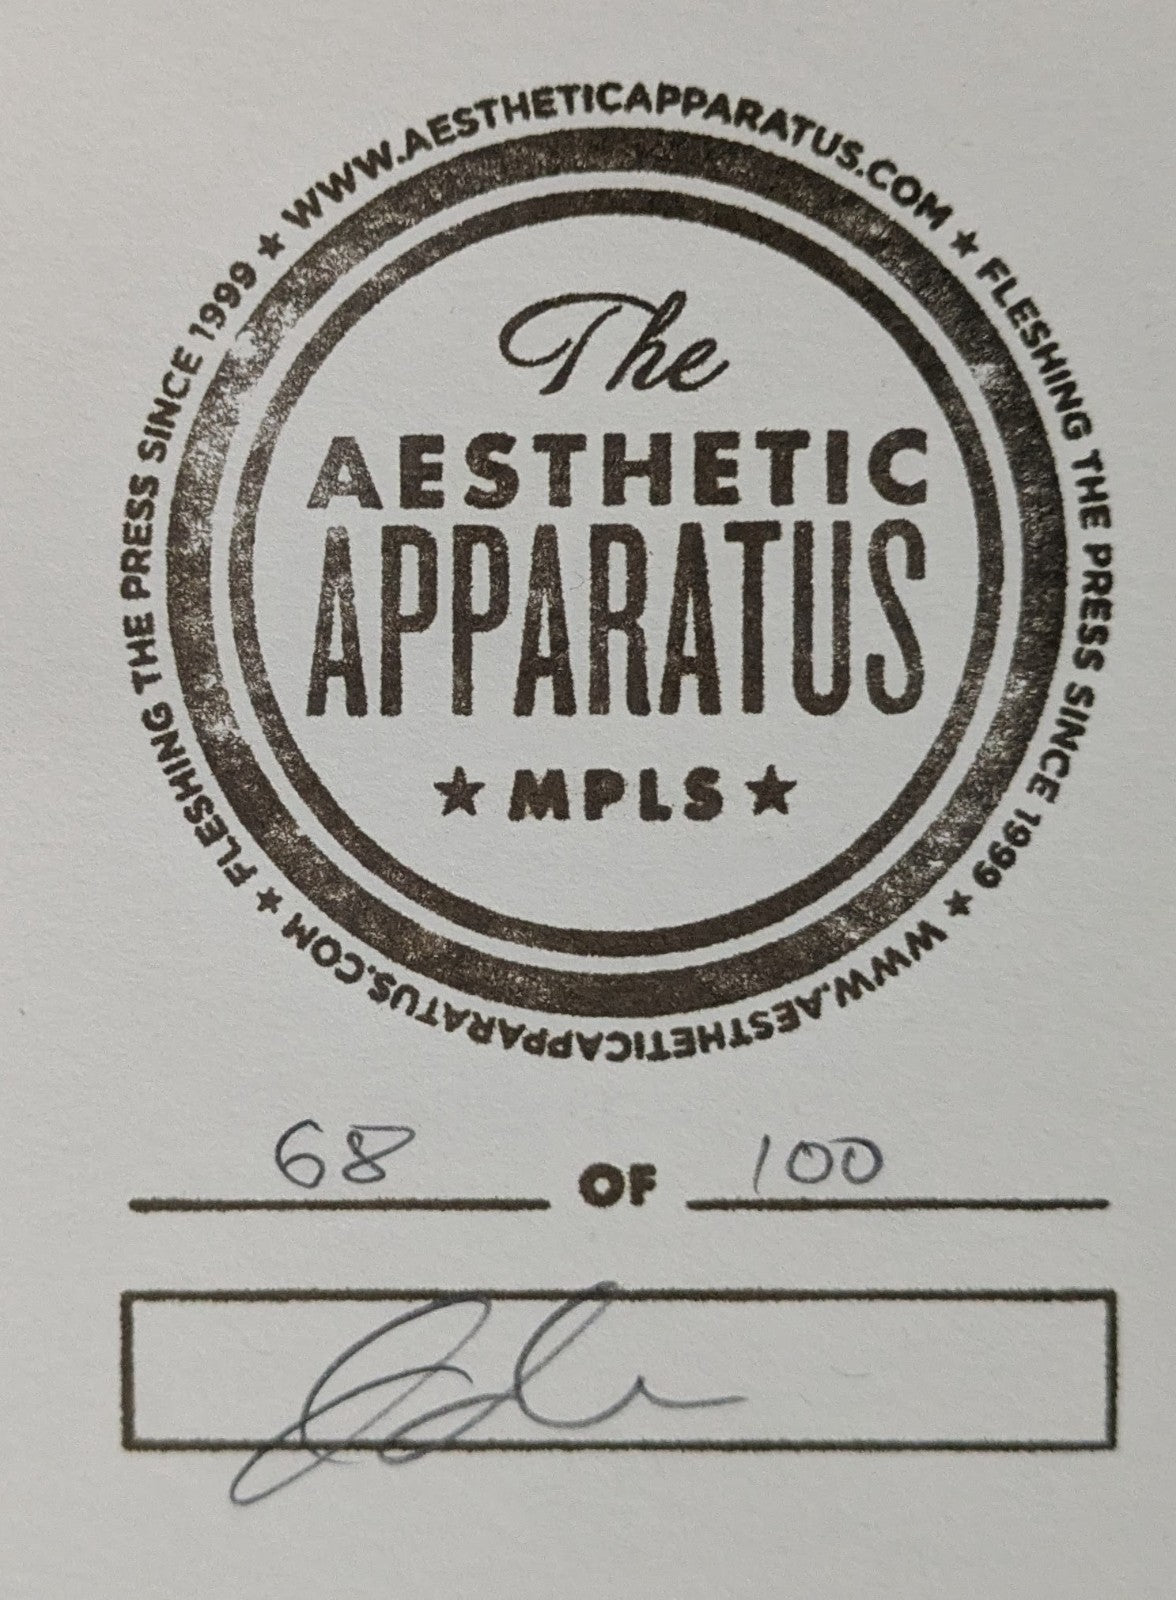 WWW.AESTHETICAPPARATUS.COM ★ FLESHING THE PRESS SINCE 1999 ★ WWW.AESTHETICAPPARATUS.COM ★ FLESHING THE PRESS SINCE 1999 ★
The
AESTHETIC
APPARATUS
★ MPLS ★
68 OF 100